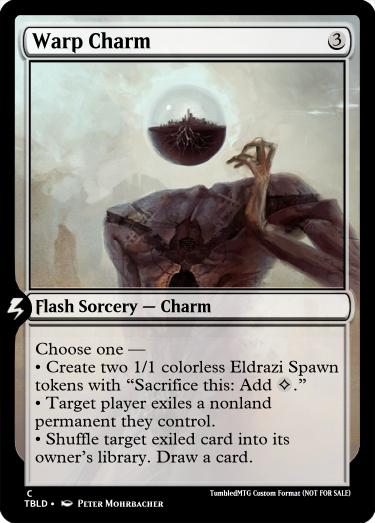 Warp Charm 3
Flash Sorcery — Charm
Choose one —
• Create two 1/1 colorless Eldrazi Spawn
tokens with “Sacrifice this: Add ◇.”
• Target player exiles a nonland
permanent they control.
• Shuffle target exiled card into its
owner's library. Draw a card.
C
TBLD • Peter Mohrbacher
TumbledMTG Custom Format (NOT FOR SALE)